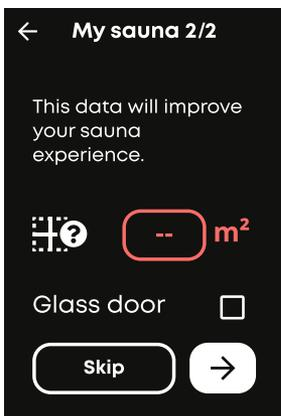 My sauna 2/2
This data will improve
your sauna
experience.
? -- m²
Glass door
Skip